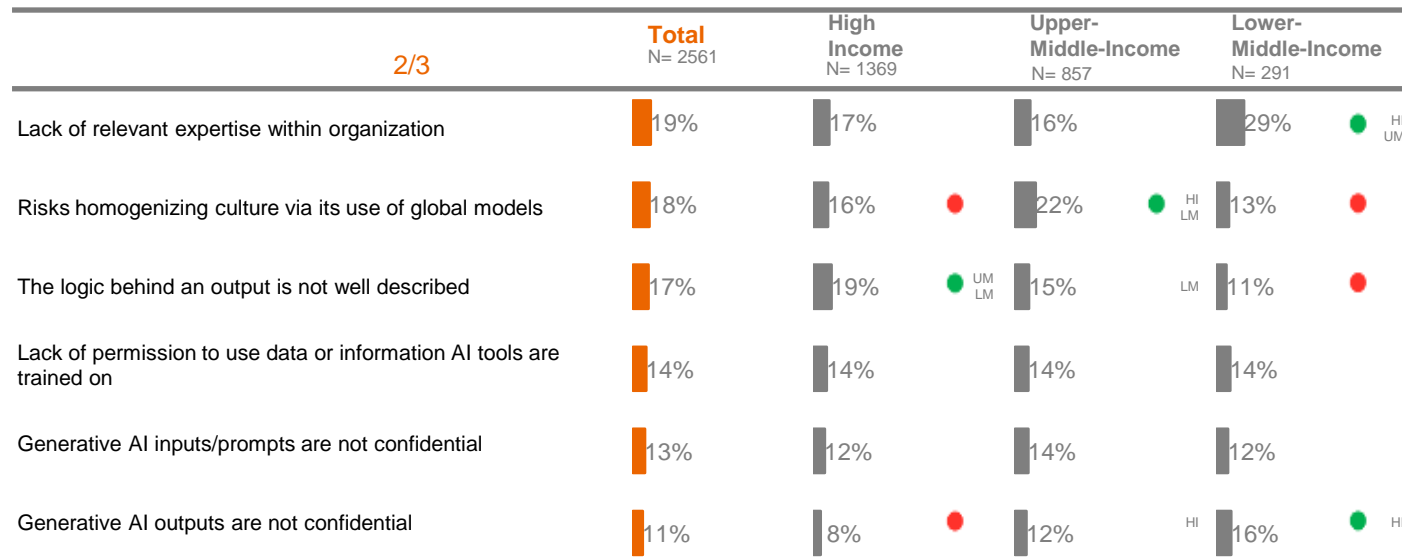 2/3
Total
N= 2561
High
Income
N= 1369
Upper-
Middle-Income
N= 857
Lower-
Middle-Income
N= 291
Lack of relevant expertise within organization
19%
17%
16%
29%
HI
UM
Risks homogenizing culture via its use of global models
18%
16%
22%
HI
LM
13%
The logic behind an output is not well described
17%
19%
UM
LM
15%
LM
11%
Lack of permission to use data or information AI tools are
trained on
14%
14%
14%
14%
Generative AI inputs/prompts are not confidential
13%
12%
14%
12%
Generative AI outputs are not confidential
11%
8%
12%
HI
16%
HI